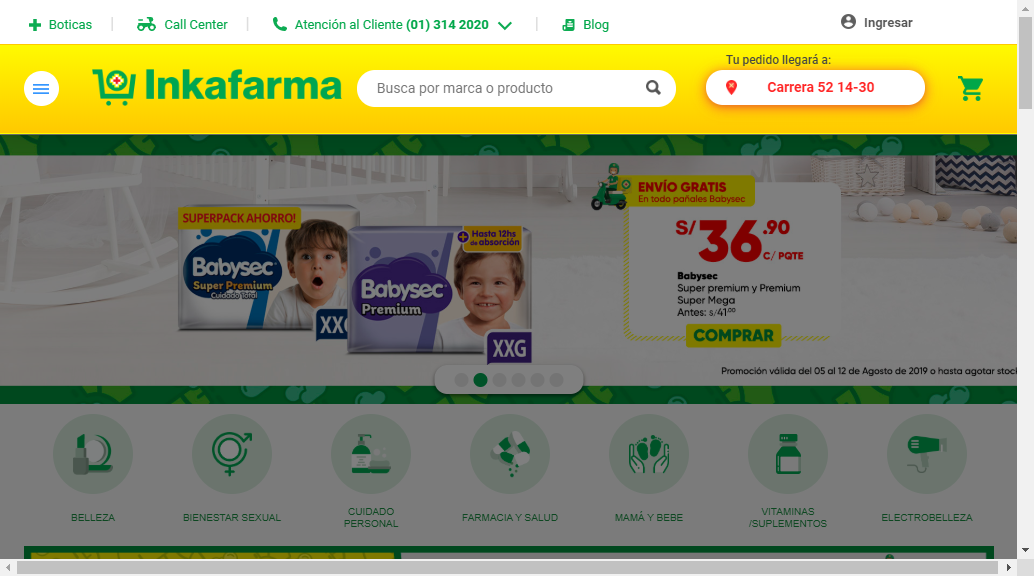 Boticas
Call Center
Atención al Cliente (01) 314 2020
Blog
Ingresar
Inkafarma
Busca por marca o producto
Tu pedido llegará a:
Carrera 52 14-30
SUPERPACK AHORRO!
Babysec
Super Premium
Cuidado Total
XXG
+ Hasta 12hs
de absorción
Babysec
Premium
XXG
ENVÍO GRATIS
En todo pañales Babysec
S/36.90
C/ PQTE
Babysec
Super premium y Premium
Super Mega
Antes: s/41.00
COMPRAR
Promoción válida del 05 al 12 de Agosto de 2019 o hasta agotar stock
BELLEZA
BIENESTAR SEXUAL
CUIDADO
PERSONAL
FARMACIA Y SALUD
MAMÁ Y BEBE
VITAMINAS
/SUPLEMENTOS
ELECTROBELLEZA